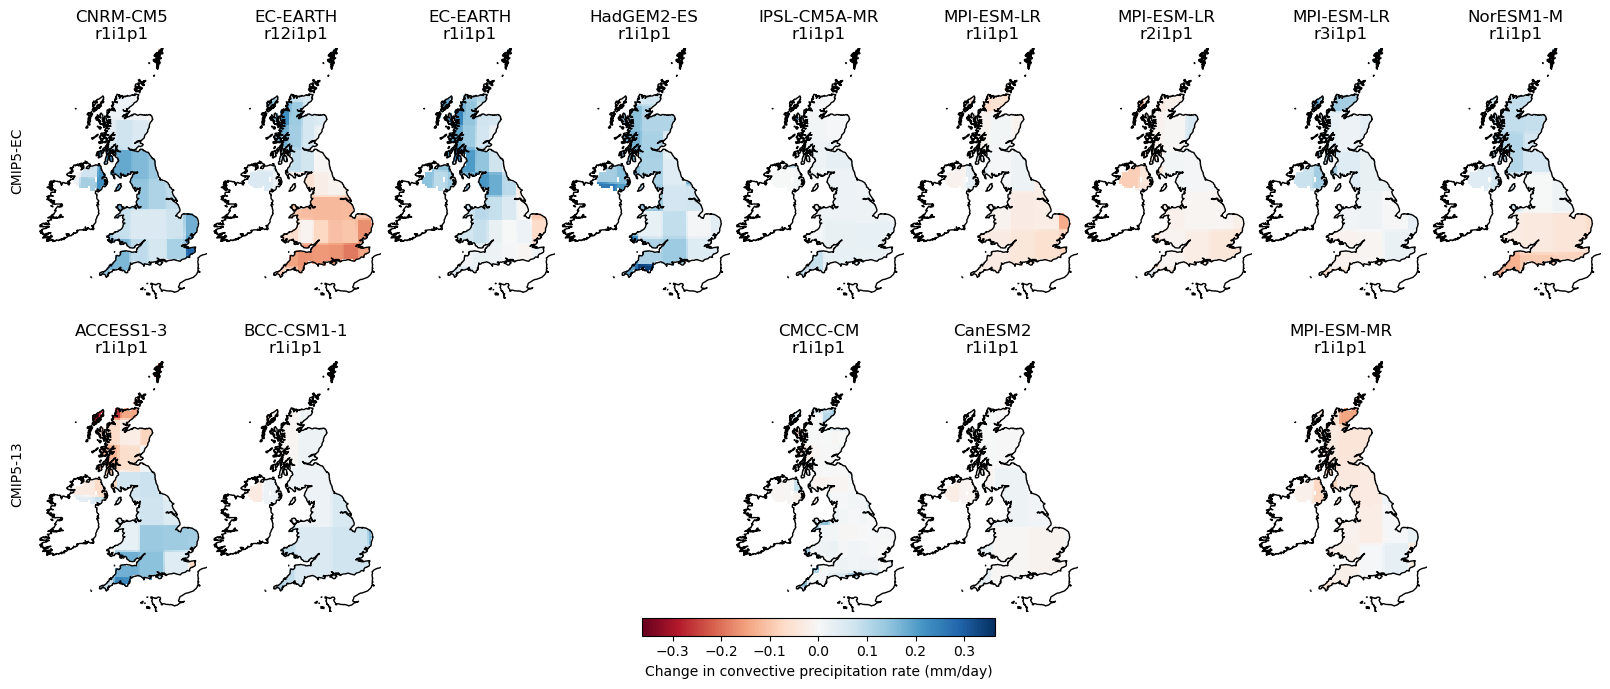 CNRM-CM5
r1i1p1
EC-EARTH
r12i1p1
EC-EARTH
r1i1p1
HadGEM2-ES
r1i1p1
IPSL-CM5A-MR
r1i1p1
MPI-ESM-LR
r1i1p1
MPI-ESM-LR
r2i1p1
MPI-ESM-LR
r3i1p1
NorESM1-M
r1i1p1
CMIP5-EC
ACCESS1-3
r1i1p1
BCC-CSM1-1
r1i1p1
CMCC-CM
r1i1p1
CanESM2
r1i1p1
MPI-ESM-MR
r1i1p1
CMIP5-13
−0.3 −0.2 −0.1 0.0 0.1 0.2 0.3
Change in convective precipitation rate (mm/day)